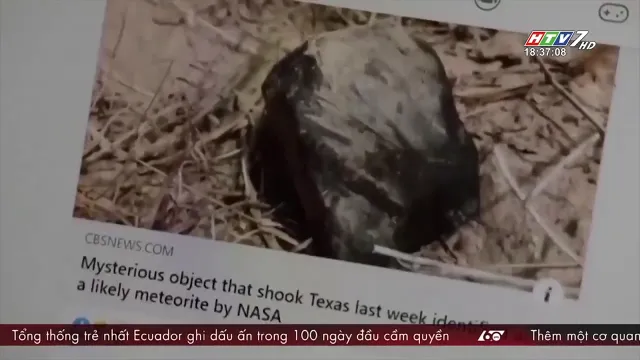 HTV7 HD
18:37:08
CBSNEWS.COM
Mysterious object that shook Texas last week
a likely meteorite by NASA
Tổng thống trẻ nhất Ecuador ghi dấu ấn trong 100 ngày đầu cầm quyền 60 Thêm một cơ quan